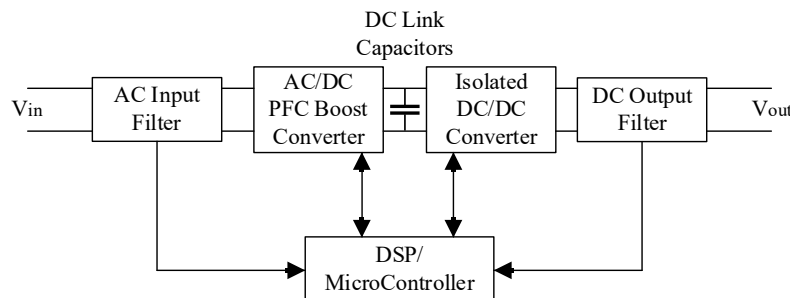 DC Link
Capacitors
Vin
AC Input
Filter
AC/DC
PFC Boost
Converter
Isolated
DC/DC
Converter
DC Output
Filter
Vout
DSP/
MicroController